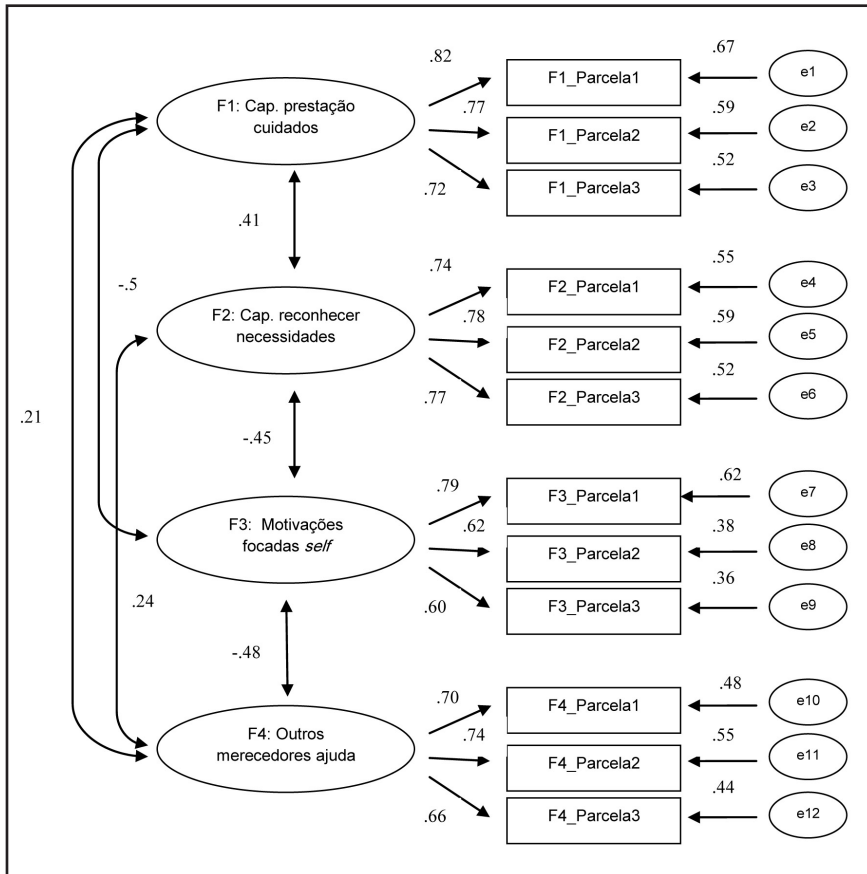 .82
.67
F1: Cap. prestação
cuidados
F1_Parcela1
e1
.77
.59
F1_Parcela2
e2
.72
.52
F1_Parcela3
e3
.41
-.5
.74
.55
F2: Cap. reconhecer
necessidades
F2_Parcela1
e4
.78
.59
F2_Parcela2
e5
.77
.52
F2_Parcela3
e6
.21
-.45
.79
.62
F3: Motivações
focadas self
F3_Parcela1
e7
.62
.38
F3_Parcela2
e8
.60
.36
F3_Parcela3
e9
.24
-.48
.70
.48
F4: Outros
merecedores ajuda
F4_Parcela1
e10
.74
.55
F4_Parcela2
e11
.66
.44
F4_Parcela3
e12